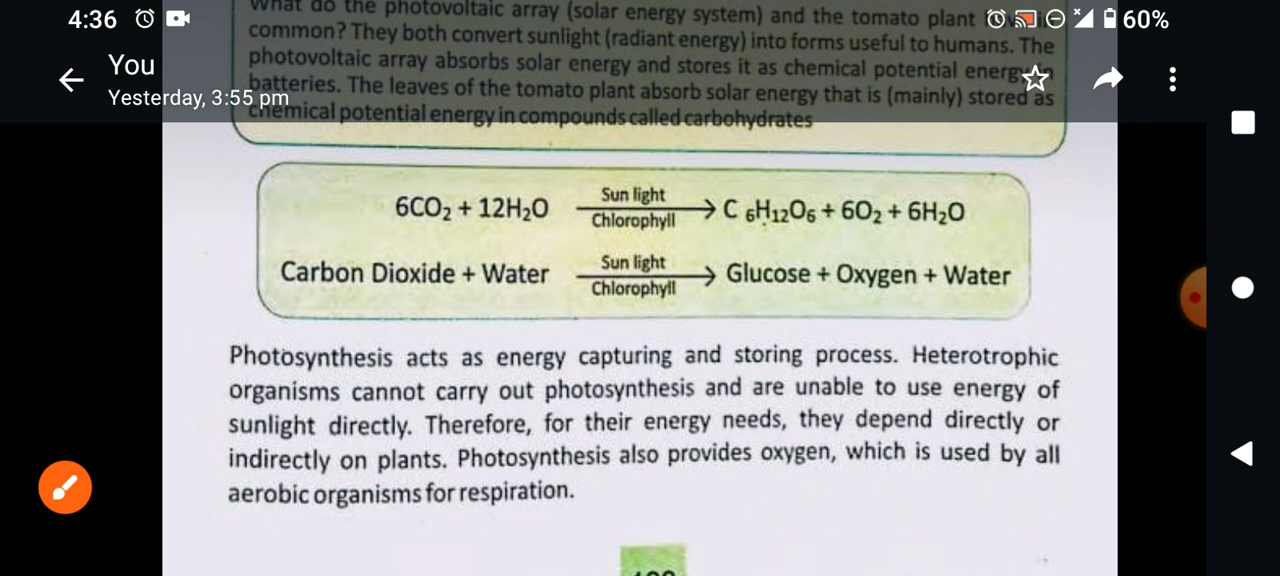 4:36
60%
You
Yesterday, 3:55 pm
What do the photovoltaic array (solar energy system) and the tomato plant
common? They both convert sunlight (radiant energy) into forms useful to humans. The
photovoltaic array absorbs solar energy and stores it as chemical potential energy in
batteries. The leaves of the tomato plant absorb solar energy that is (mainly) stored as
chemical potential energy in compounds called carbohydrates
6CO₂ + 12H₂O Sun light Chlorophyll → C ₆H₁₂O₆ + 6O₂ + 6H₂O
Carbon Dioxide + Water Sun light Chlorophyll → Glucose + Oxygen + Water
Photosynthesis acts as energy capturing and storing process. Heterotrophic
organisms cannot carry out photosynthesis and are unable to use energy of
sunlight directly. Therefore, for their energy needs, they depend directly or
indirectly on plants. Photosynthesis also provides oxygen, which is used by all
aerobic organisms for respiration.